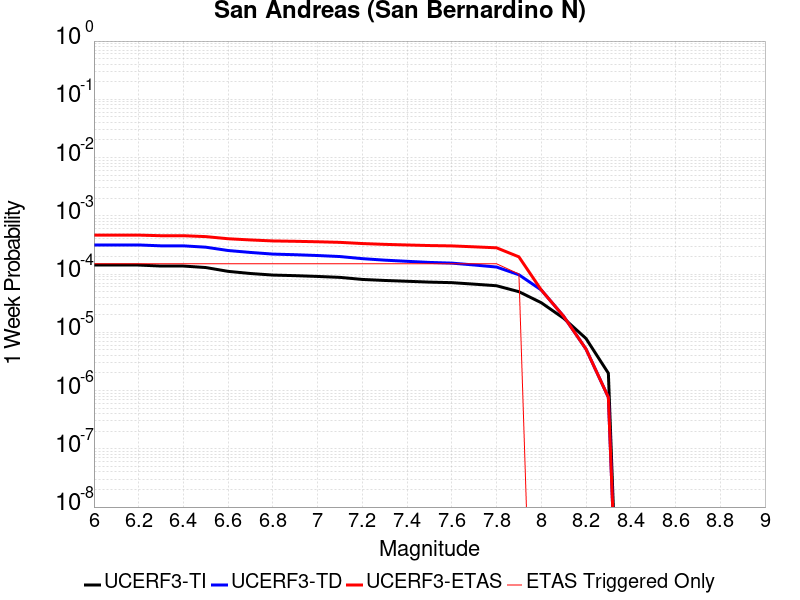 San Andreas (San Bernardino N)
10^0
10^-1
10^-2
10^-3
10^-4
10^-5
10^-6
10^-7
10^-8
1 Week Probability
6 6.2 6.4 6.6 6.8 7 7.2 7.4 7.6 7.8 8 8.2 8.4 8.6 8.8 9
Magnitude
UCERF3-TI UCERF3-TD UCERF3-ETAS ETAS Triggered Only